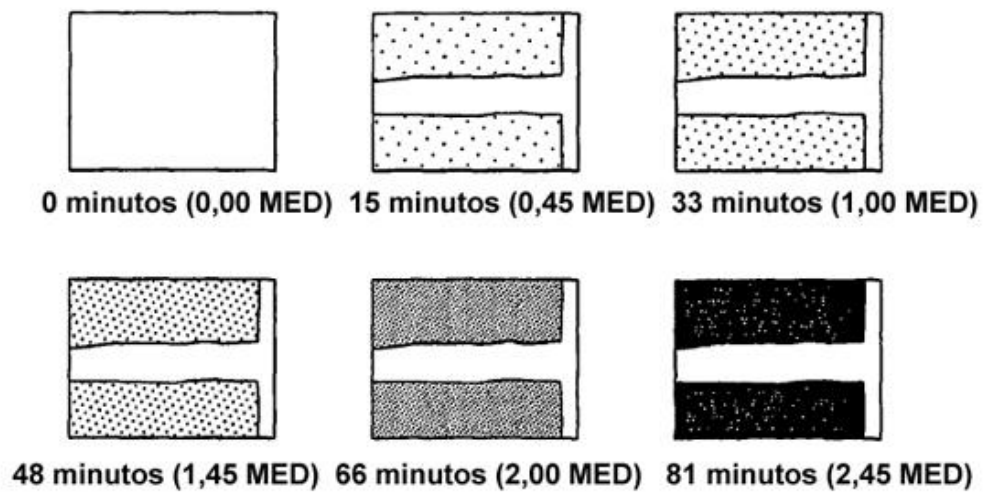 0 minutos (0,00 MED) 15 minutos (0,45 MED) 33 minutos (1,00 MED)
48 minutos (1,45 MED) 66 minutos (2,00 MED) 81 minutos (2,45 MED)